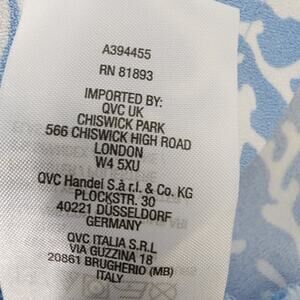 A394455
RN 81893
IMPORTED BY:
QVC UK
CHISWICK PARK
566 CHISWICK HIGH ROAD
LONDON
W4 5XU
QVC Handel S.à r.l. & Co. KG
PLOCKSTR. 30
40221 DÜSSELDORF
GERMANY
QVC ITALIA S.R.L
VIA GUZZINA 18
20861 BRUGHERIO (MB)
ITALY